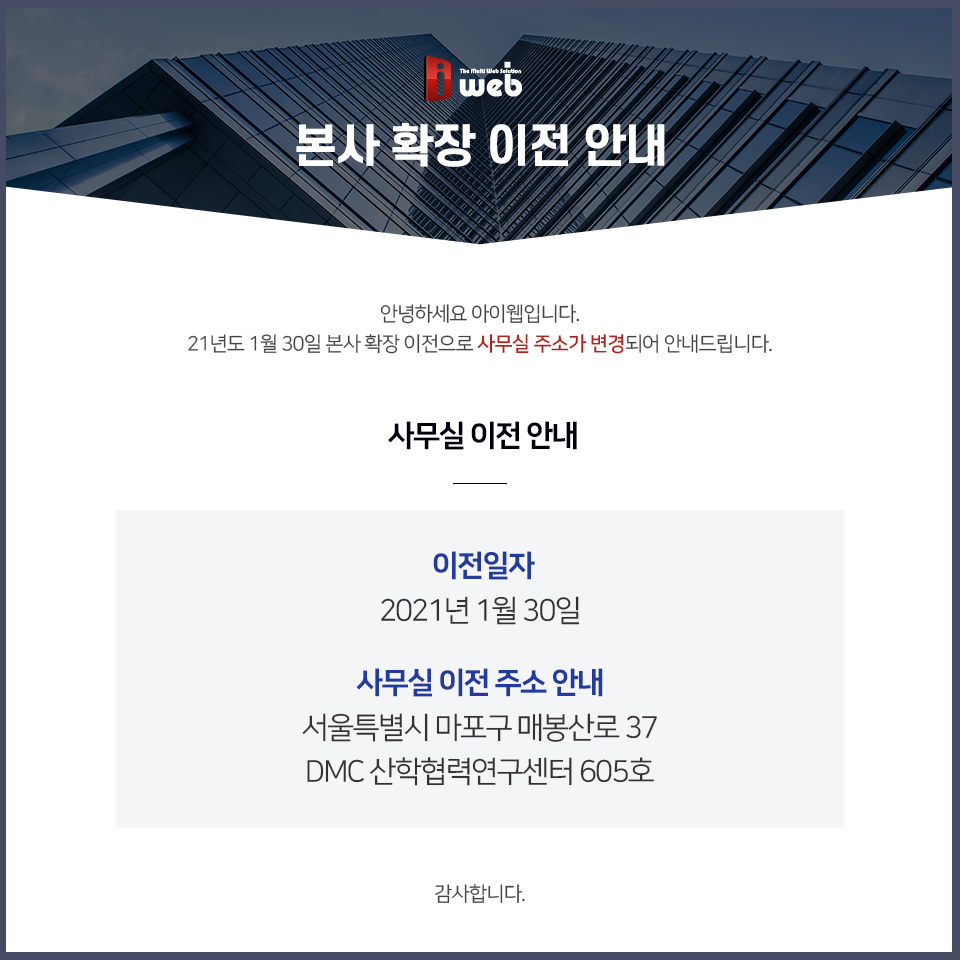 The Multi Web Solution
i web
본사 확장 이전 안내
안녕하세요 아이웹입니다.
21년도 1월 30일 본사 확장 이전으로 사무실 주소가 변경되어 안내드립니다.
사무실 이전 안내
이전일자
2021년 1월 30일
사무실 이전 주소 안내
서울특별시 마포구 매봉산로 37
DMC 산학협력연구센터 605호
감사합니다.